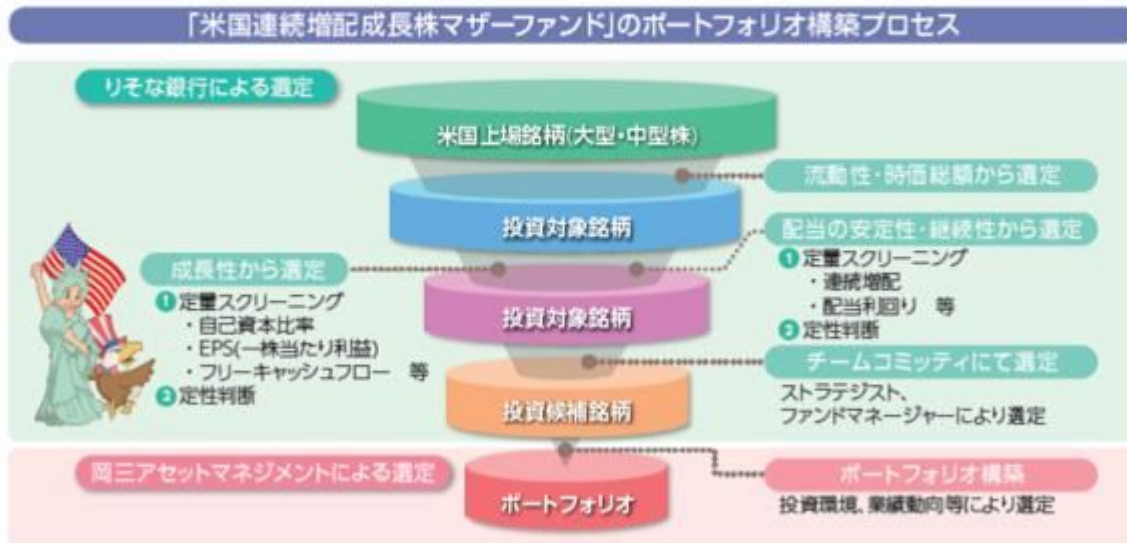 「米国連続増配成長株マザーファンド」のポートフォリオ構築プロセス
りそな銀行による選定
米国上場銘柄(大型・中型株)
流動性・時価総額から選定
投資対象銘柄
配当の安定性・継続性から選定
① 定量スクリーニング
・連続増配
・配当利回り 等
② 定性判断
成長性から選定
① 定量スクリーニング
・自己資本比率
・EPS(一株当たり利益)
・フリーキャッシュフロー 等
② 定性判断
投資対象銘柄
チームコミッティにて選定
ストラテジスト、
ファンドマネージャーにより選定
投資候補銘柄
岡三アセットマネジメントによる選定
ポートフォリオ
ポートフォリオ構築
投資環境、業績動向等により選定